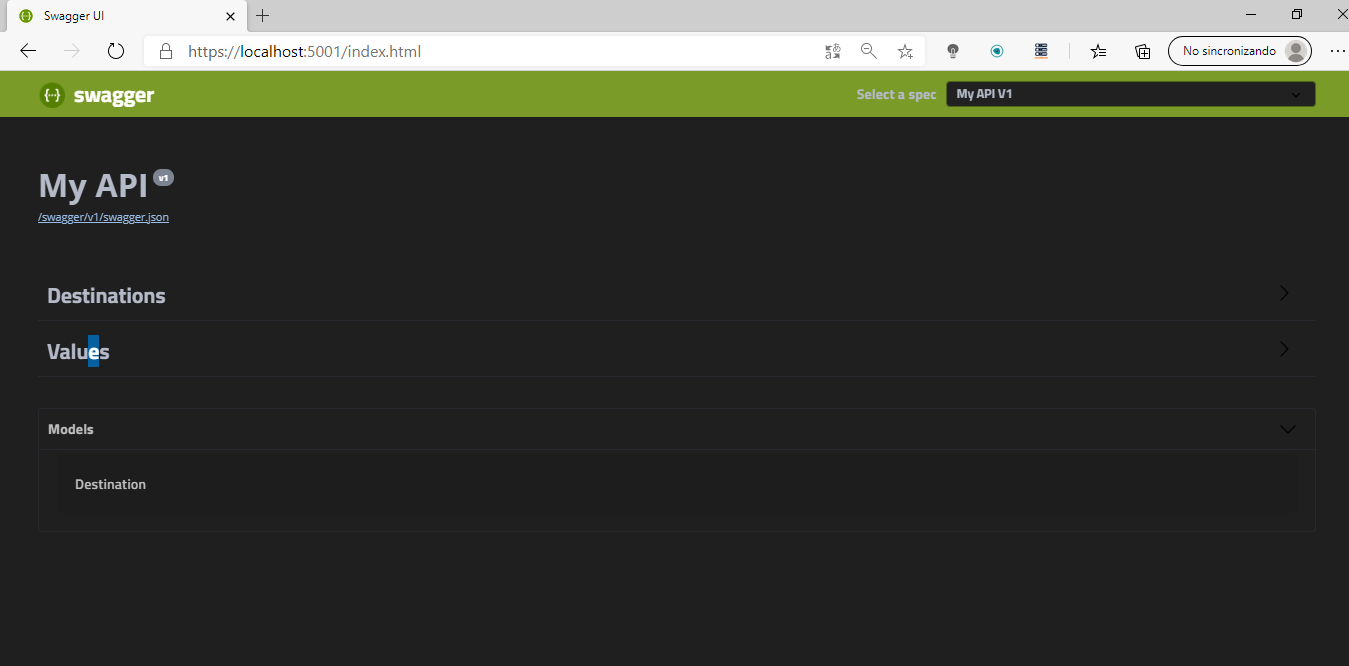 Swagger UI
https://localhost:5001/index.html
No sincronizando
swagger
Select a spec
My API V1
My API v1
/swagger/v1/swagger.json
Destinations
Values
Models
Destination